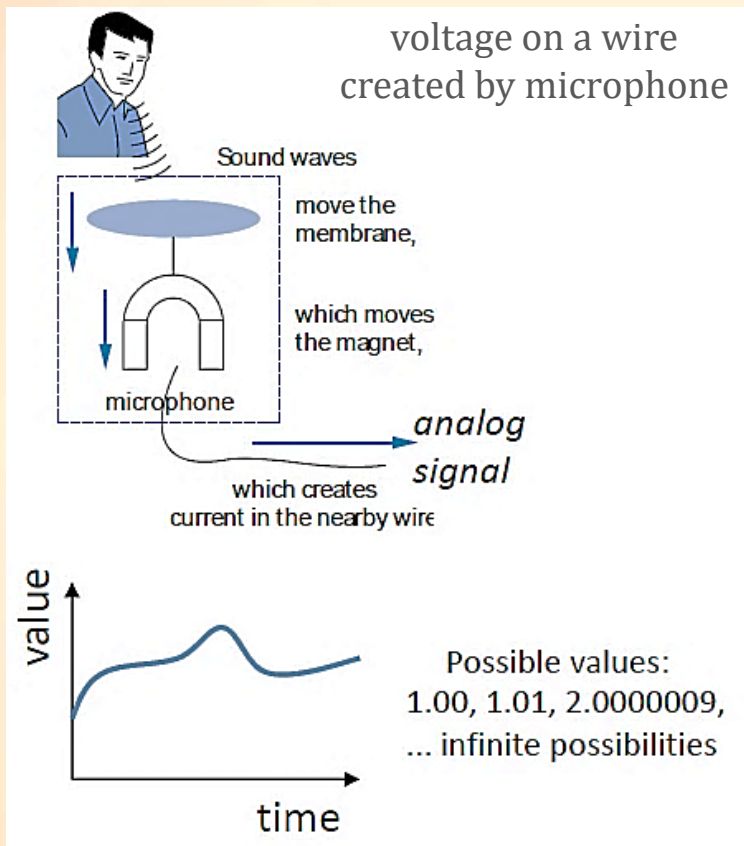 voltage on a wire
created by microphone
Sound waves
move the
membrane,
which moves
the magnet,
microphone
analog
signal
which creates
current in the nearby wire
value
time
Possible values:
1.00, 1.01, 2.0000009,
... infinite possibilities